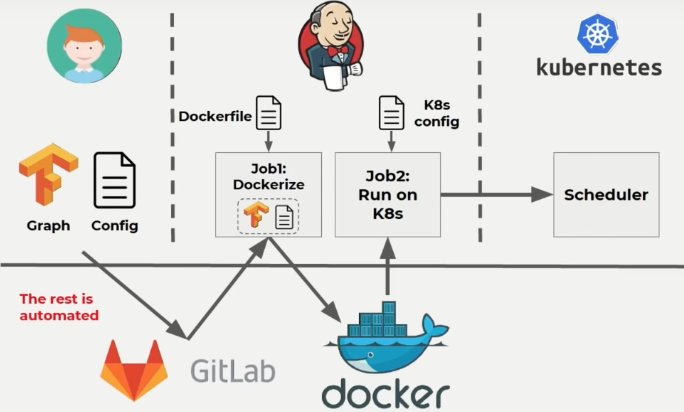 kubernetes
Dockerfile
K8s
config
Job1:
Dockerize
Job2:
Run on
K8s
Scheduler
Graph
Config
The rest is
automated
GitLab
docker